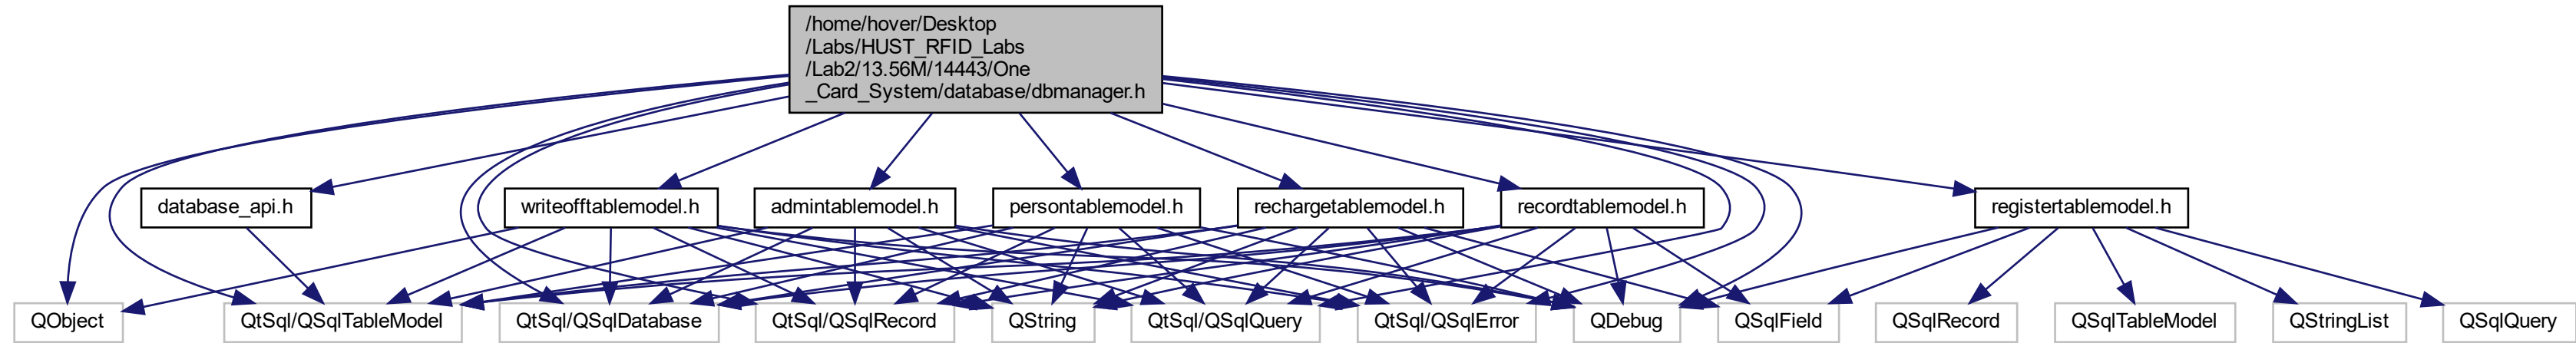 /home/hover/Desktop
/Labs/HUST_RFID_Labs
/Lab2/13.56M/14443/One
_Card_System/database/dbmanager.h
database_api.h
writeofftablemodel.h
admintablemodel.h
persontablemodel.h
rechargetablemodel.h
recordtablemodel.h
registertablemodel.h
QObject
QtSql/QSqlTableModel
QtSql/QSqlDatabase
QtSql/QSqlRecord
QString
QtSql/QSqlQuery
QtSql/QSqlError
QDebug
QSqlField
QSqlRecord
QSqlTableModel
QStringList
QSqlQuery